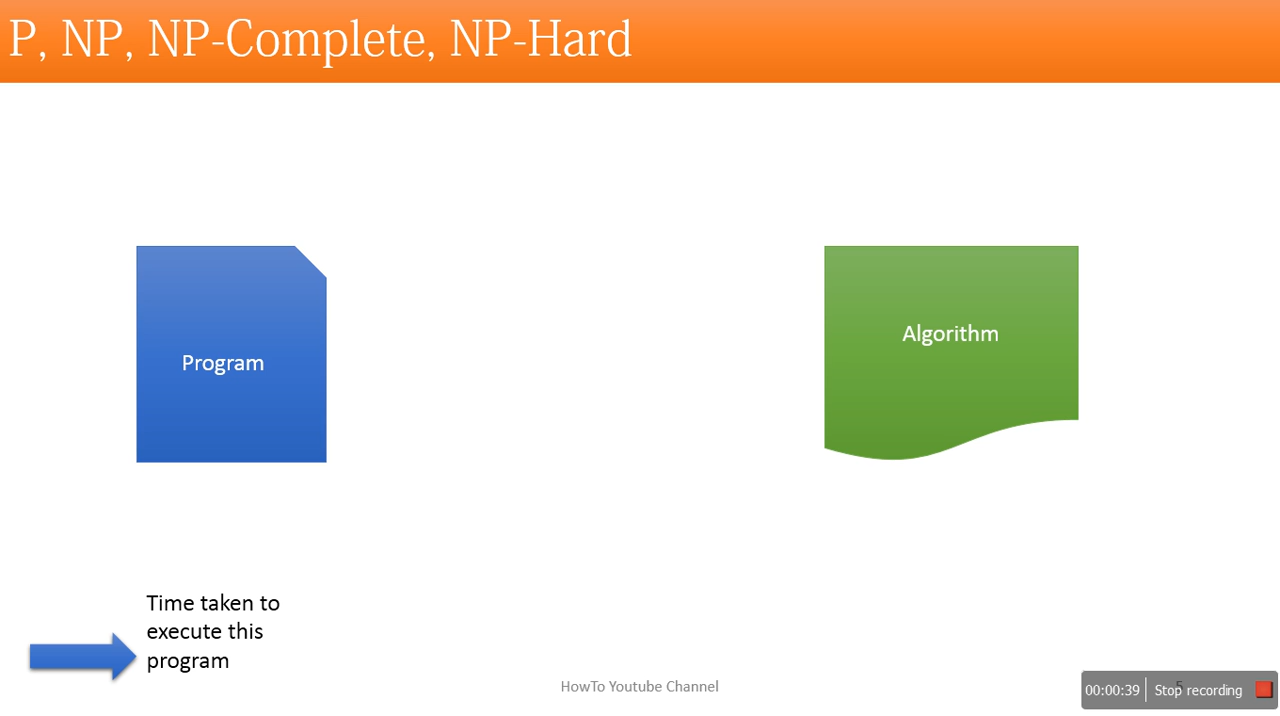 P, NP, NP-Complete, NP-Hard
Program
Algorithm
Time taken to
execute this
program
HowTo Youtube Channel
5
00:00:39 Stop recording